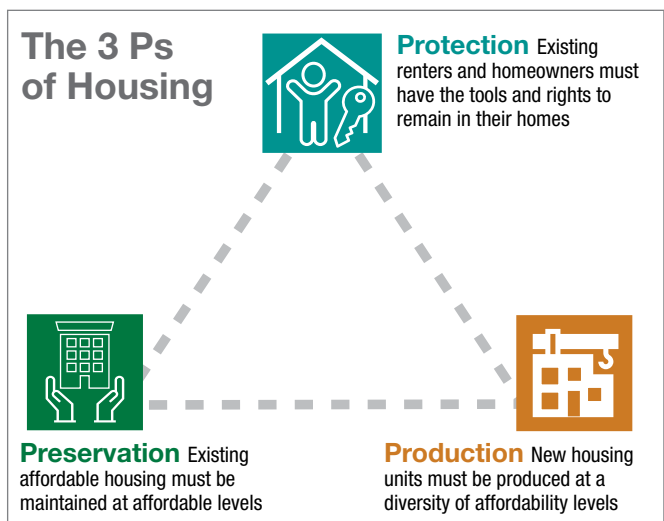 The 3 Ps
of Housing
Protection Existing
renters and homeowners must
have the tools and rights to
remain in their homes
Preservation Existing
affordable housing must be
maintained at affordable levels
Production New housing
units must be produced at a
diversity of affordability levels